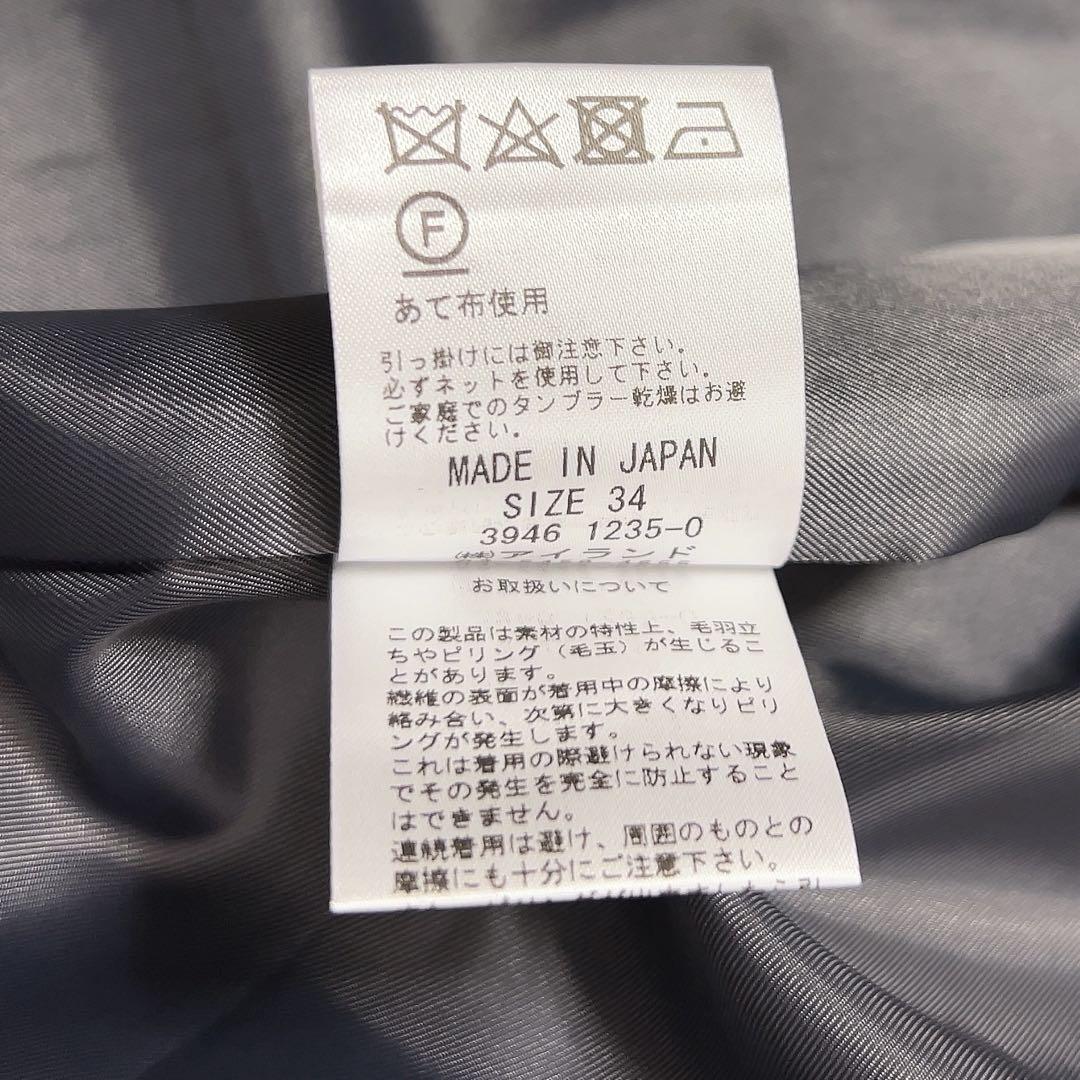 F
あて布使用
引っ掛けには御注意下さい。
必ずネットを使用して下さい。
ご家庭でのタンブラー乾燥はお避
けください。
MADE IN JAPAN
SIZE 34
3946 1235-0
(株)アイランド
お取扱いについて
この製品は素材の特性上、毛羽立
ちやピリング（毛玉）が生じるこ
とがあります。
繊維の表面が着用中の摩擦により
絡み合い、次第に大きくなりピリ
ングが発生します。
これは着用の際避けられない現象
でその発生を完全に防止すること
はできません。
連続着用は避け、周囲のものとの
摩擦にも十分にご注意下さい。